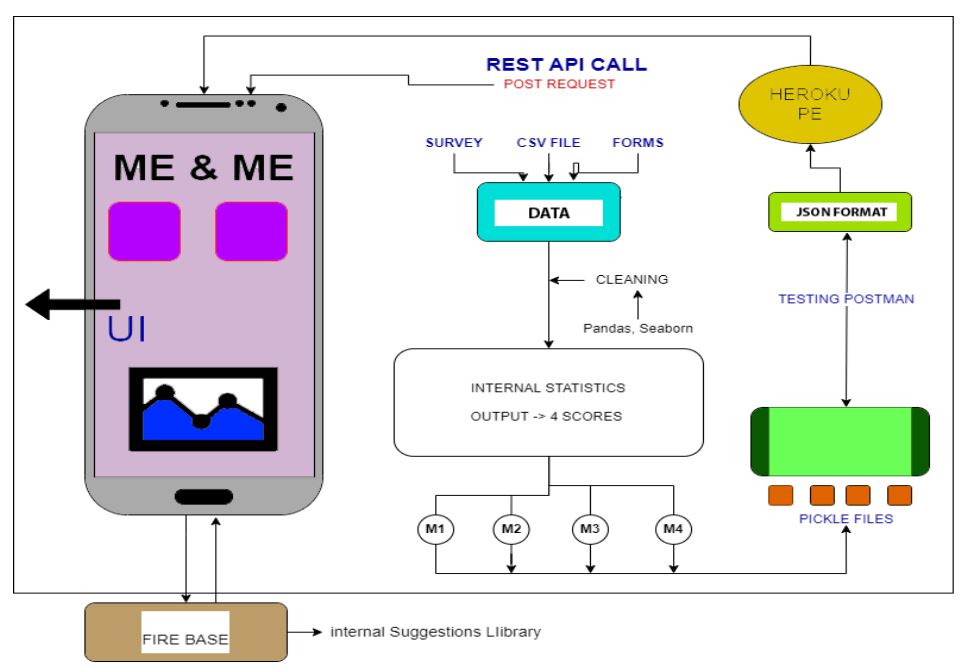 REST API CALL
POST REQUEST
HEROKU
PE
ME & ME
SURVEY
CSV FILE
FORMS
DATA
JSON FORMAT
CLEANING
TESTING POSTMAN
UI
Pandas, Seaborn
INTERNAL STATISTICS
OUTPUT -> 4 SCORES
M1
M2
M3
M4
PICKLE FILES
FIRE BASE
internal Suggestions LIibrary